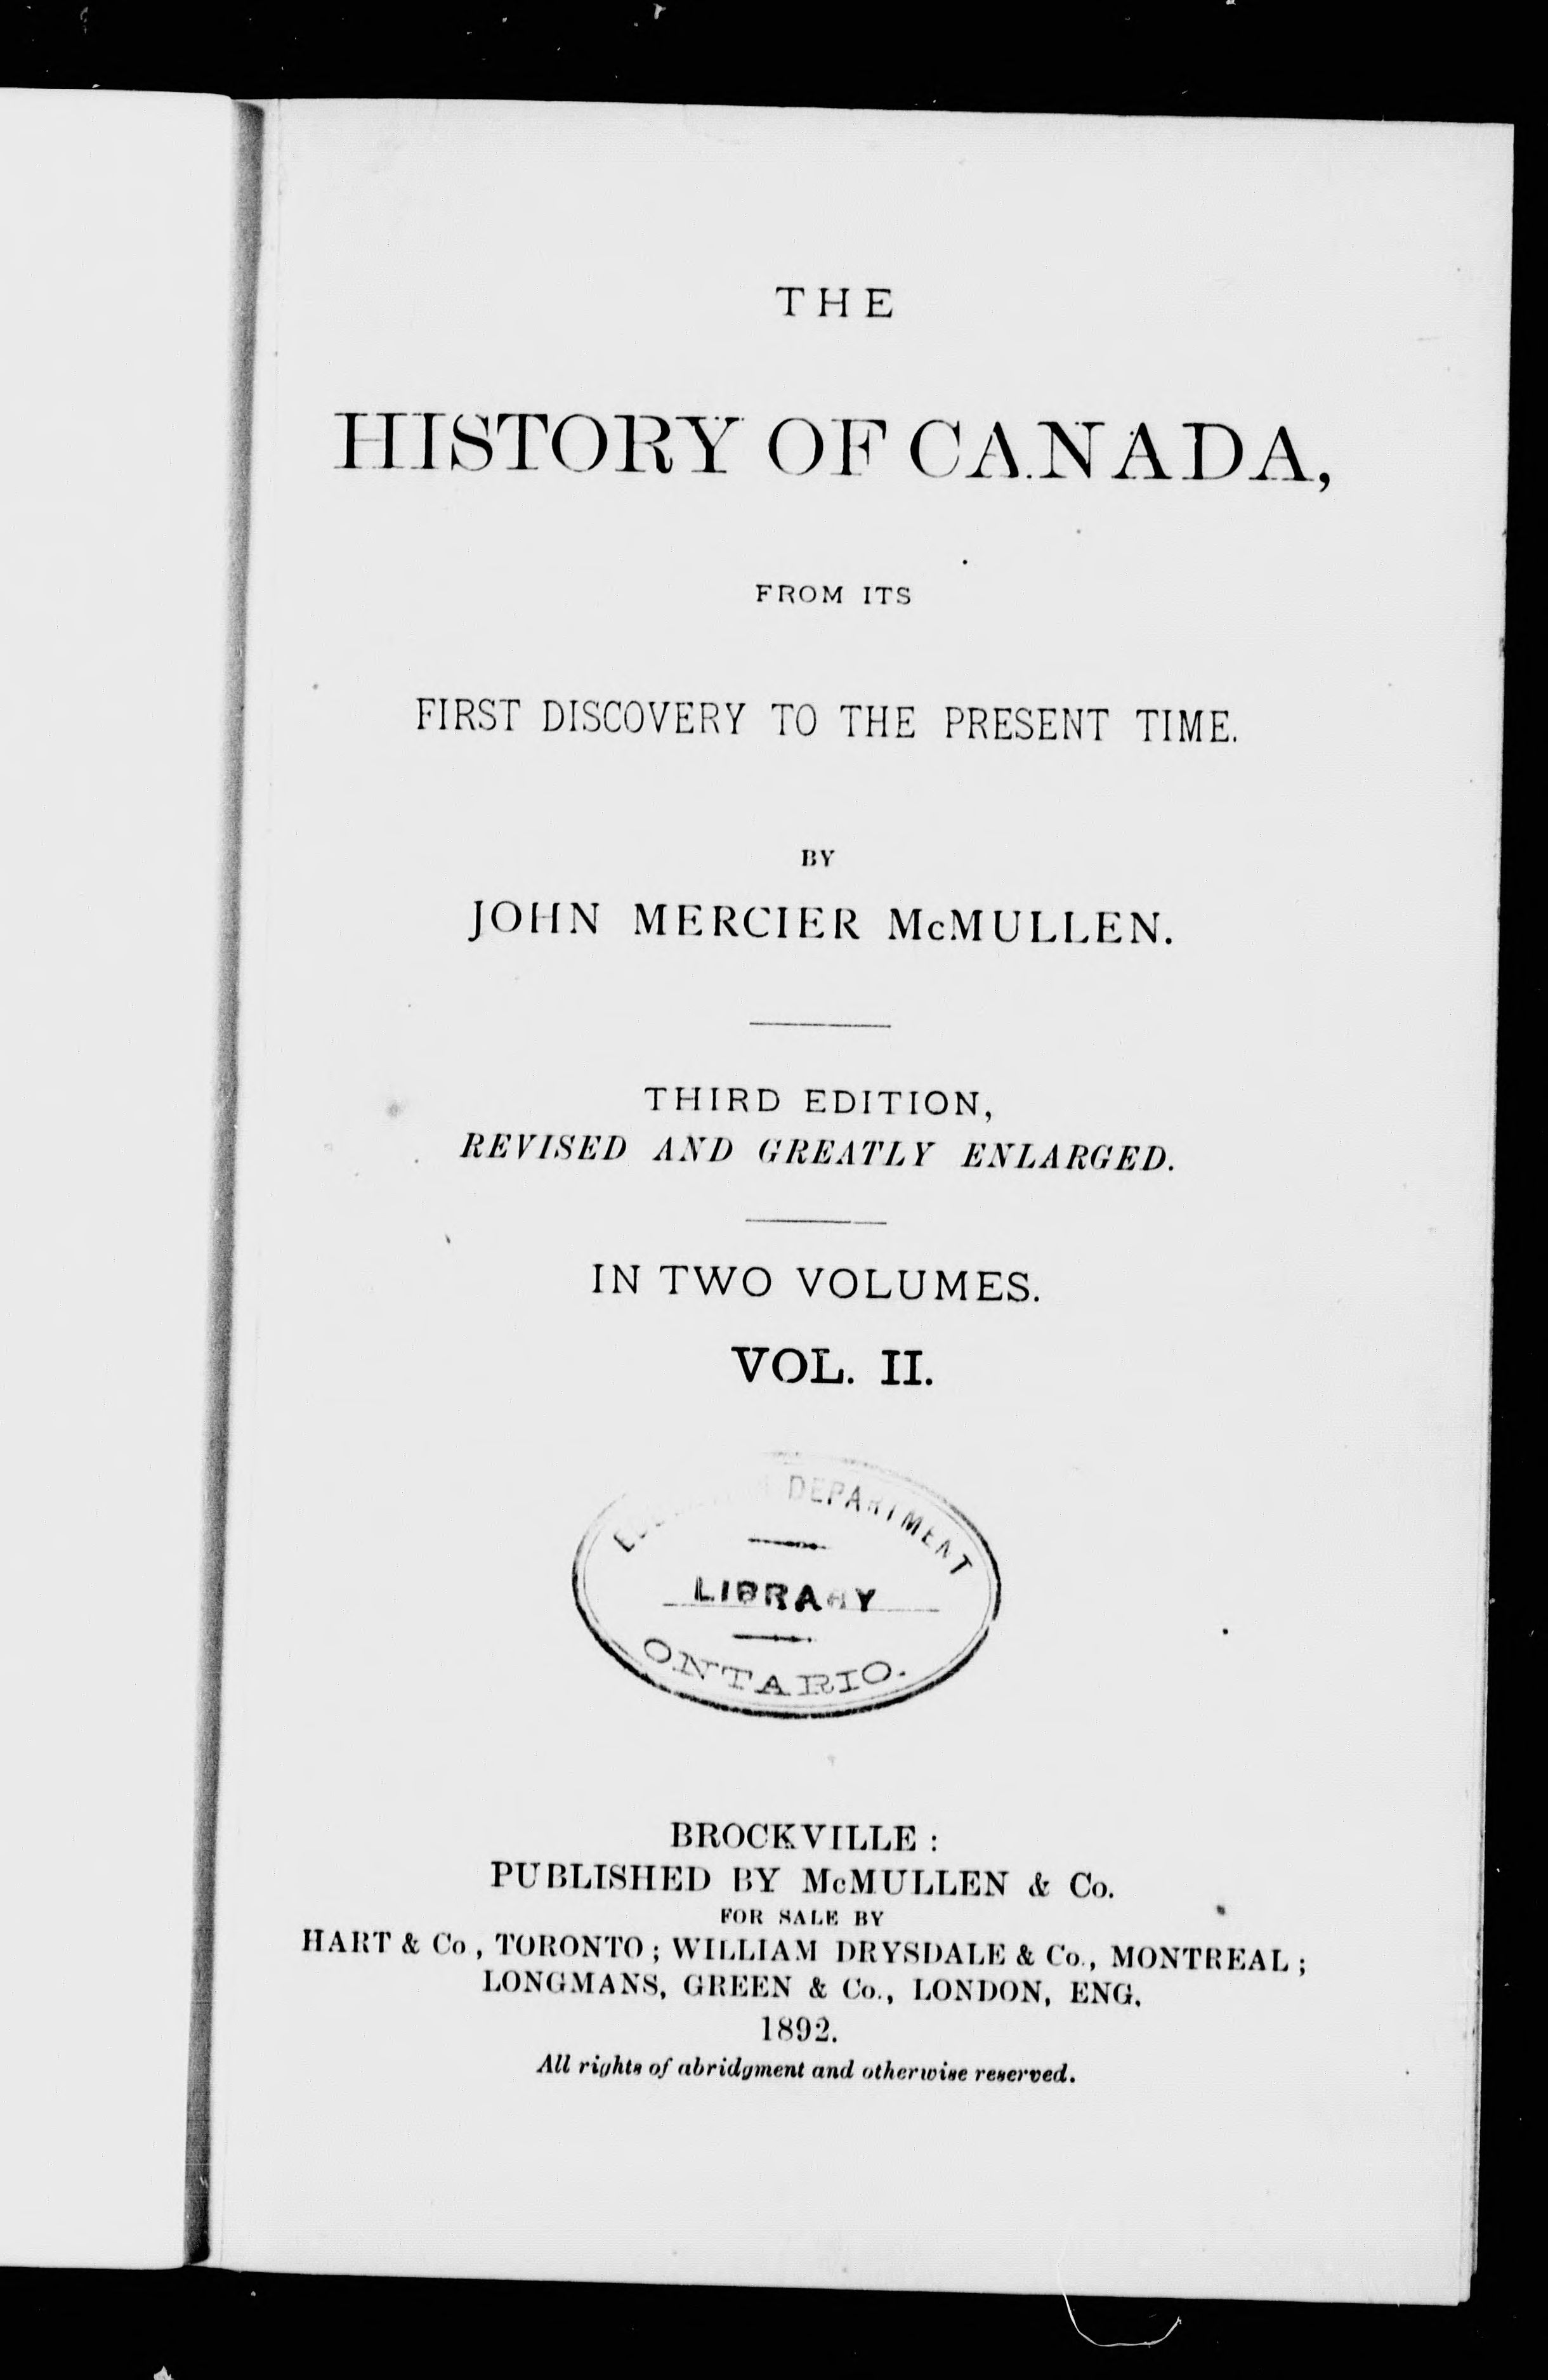 THE
HISTORY OF CANADA,
FROM ITS
FIRST DISCOVERY TO THE PRESENT TIME.
BY
JOHN MERCIER McMULLEN.
THIRD EDITION,
REVISED AND GREATLY ENLARGED.
IN TWO VOLUMES.
VOL. II.
DEPARTMENT
LIBRARY
ONTARIO.
BROCKVILLE :
PUBLISHED BY McMULLEN & Co.
FOR SALE BY
HART & Co , TORONTO ; WILLIAM DRYSDALE & Co., MONTREAL ;
LONGMANS, GREEN & Co., LONDON, ENG.
1892.
All rights of abridgment and otherwise reserved.